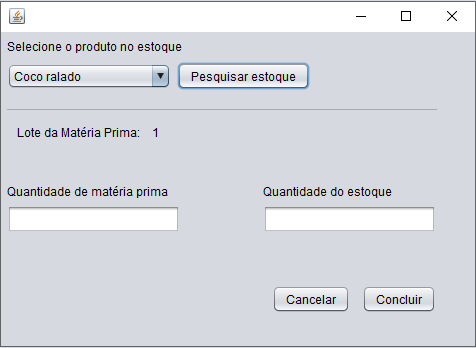 Selecione o produto no estoque
Coco ralado
Pesquisar estoque
Lote da Matéria Prima: 1
Quantidade de matéria prima
Quantidade do estoque
Cancelar
Concluir